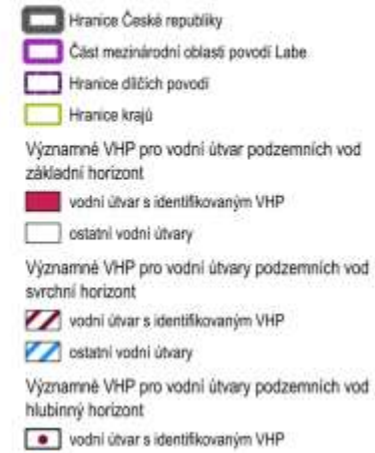 Hranice České republiky
Část mezinárodní oblasti povodí Labe
Hranice dílčích povodí
Hranice krajů
Významné VHP pro vodní útvar podzemních vod
základní horizont
vodní útvar s identifikovaným VHP
ostatní vodní útvary
Významné VHP pro vodní útvary podzemních vod
svrchní horizont
vodní útvar s identifikovaným VHP
ostatní vodní útvary
Významné VHP pro vodní útvary podzemních vod
hlubinný horizont
vodní útvar s identifikovaným VHP